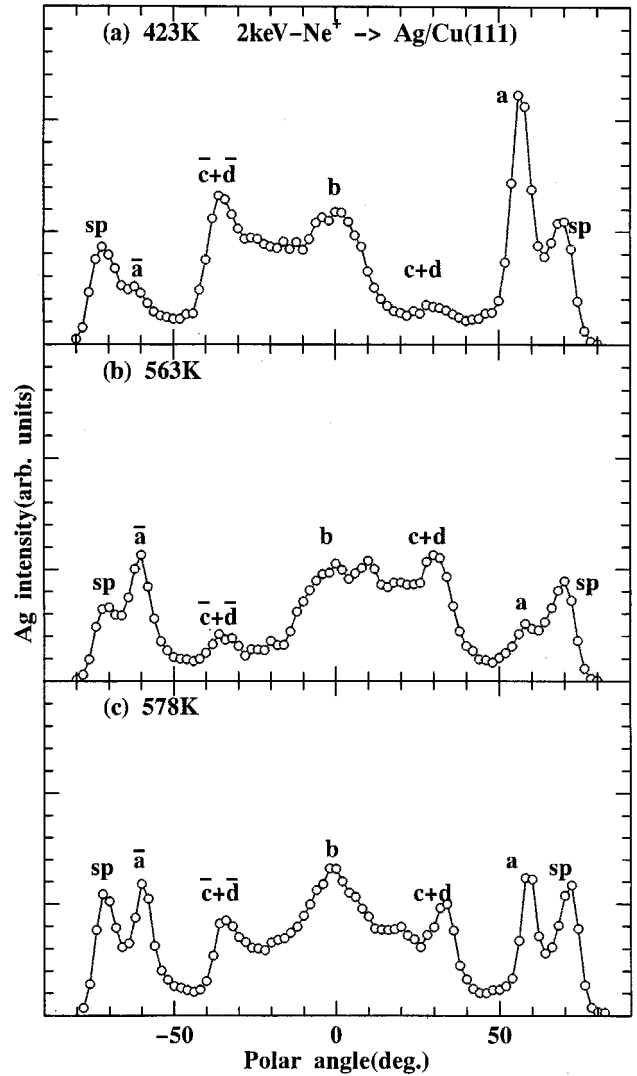 (a) 423K 2keV-Ne+ -> Ag/Cu(111)
a
c̄+d̄
b
sp
ā
c+d
sp
(b) 563K
ā
b
c+d
sp
c̄+d̄
a
sp
(c) 578K
b
sp
ā
c̄+d̄
c+d
a
sp
Ag intensity(arb. units)
-50 0 50
Polar angle(deg.)